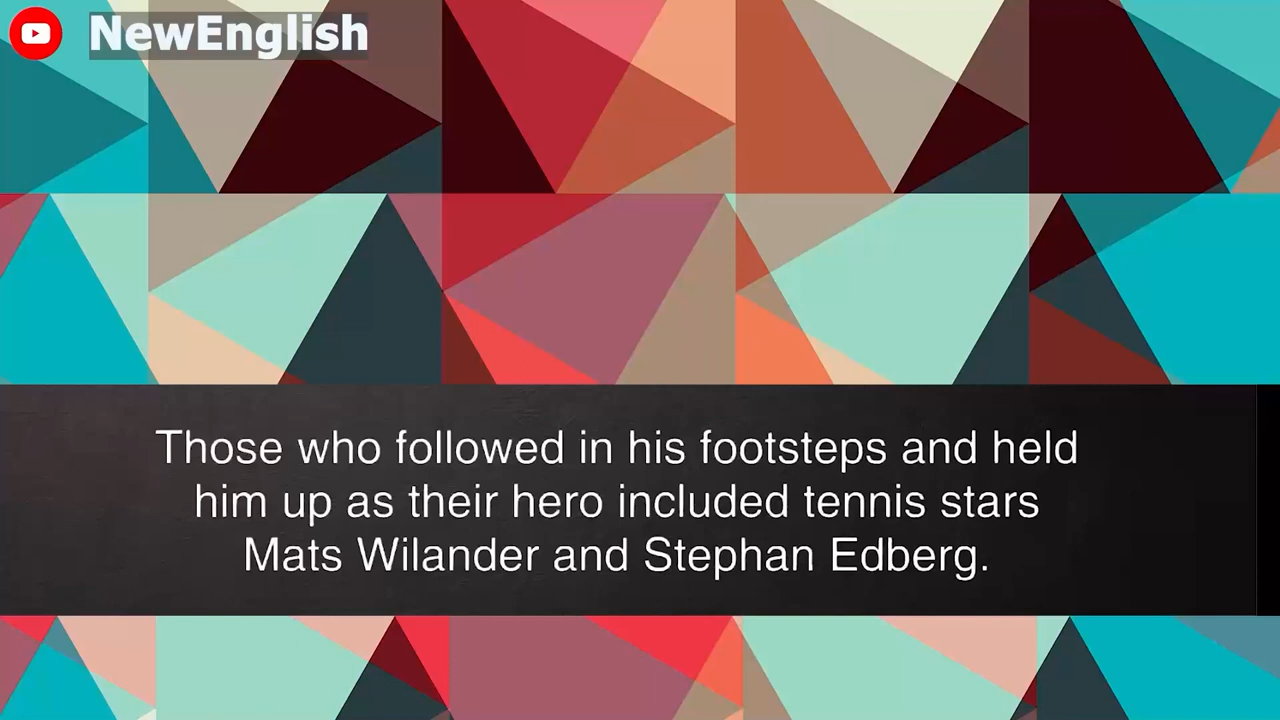 NewEnglish
Those who followed in his footsteps and held
him up as their hero included tennis stars
Mats Wilander and Stephan Edberg.